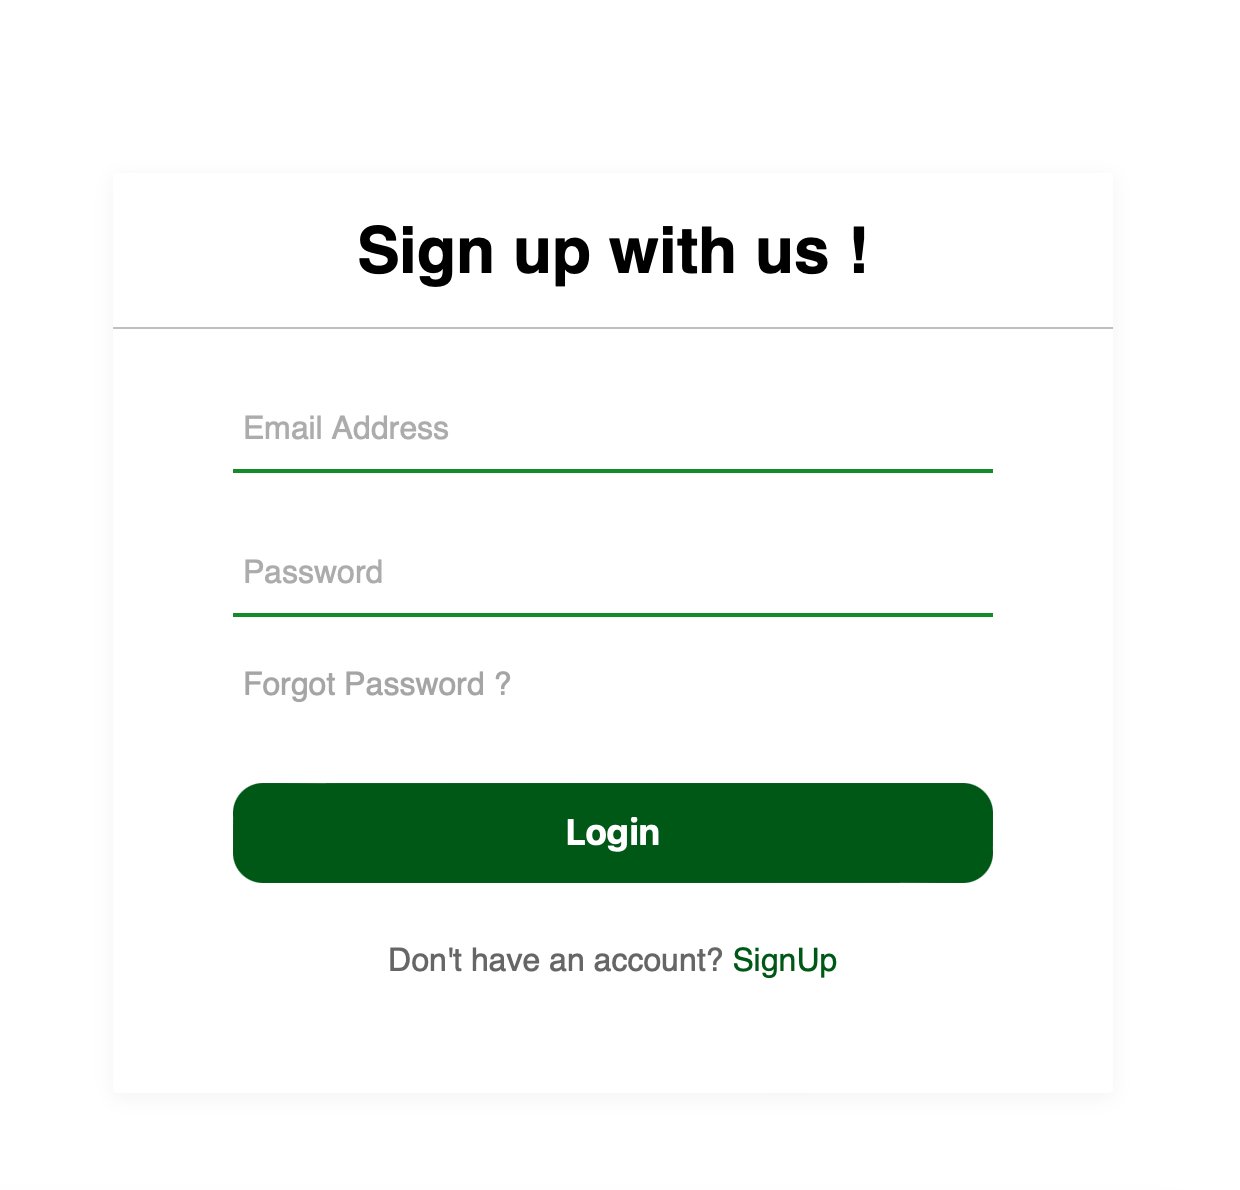 Sign up with us !
Email Address
Password
Forgot Password ?
Login
Don't have an account? SignUp